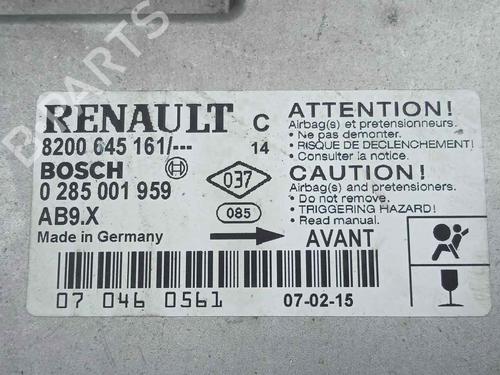 B-PARTS
RENAULT C
8200 645 161/--- 14
BOSCH
0 285 001 959
AB9.X
Made in Germany
037
085
AVANT
07 046 0561
07-02-15
ATTENTION!
Airbag(s) et pretensionneurs.
• Ne pas demonter.
• RISQUE DE DECLENCHEMENT!
• Consulter la notice.
CAUTION!
Airbag(s) and pretensioners.
• Do not remove.
• TRIGGERING HAZARD!
• Read manual.